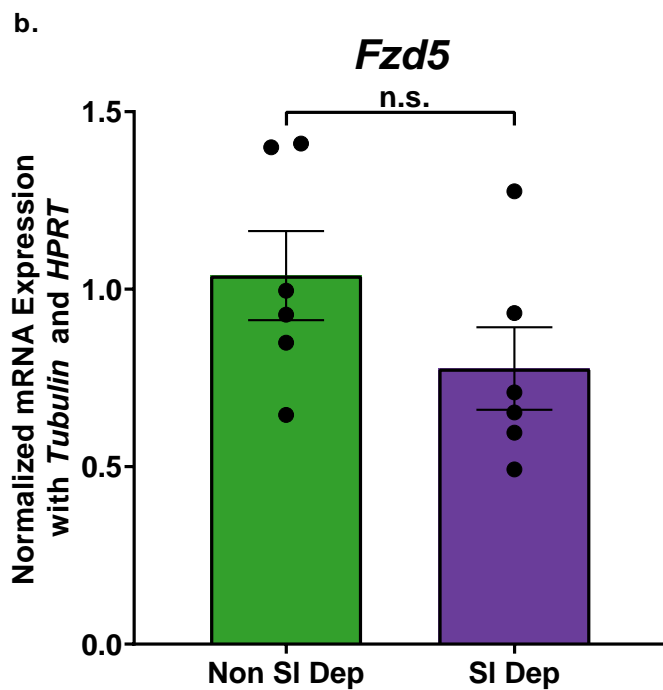 b.
Fzd5
n.s.
Normalized mRNA Expression
with Tubulin and HPRT
1.5
1.0
0.5
0.0
Non SI Dep
SI Dep